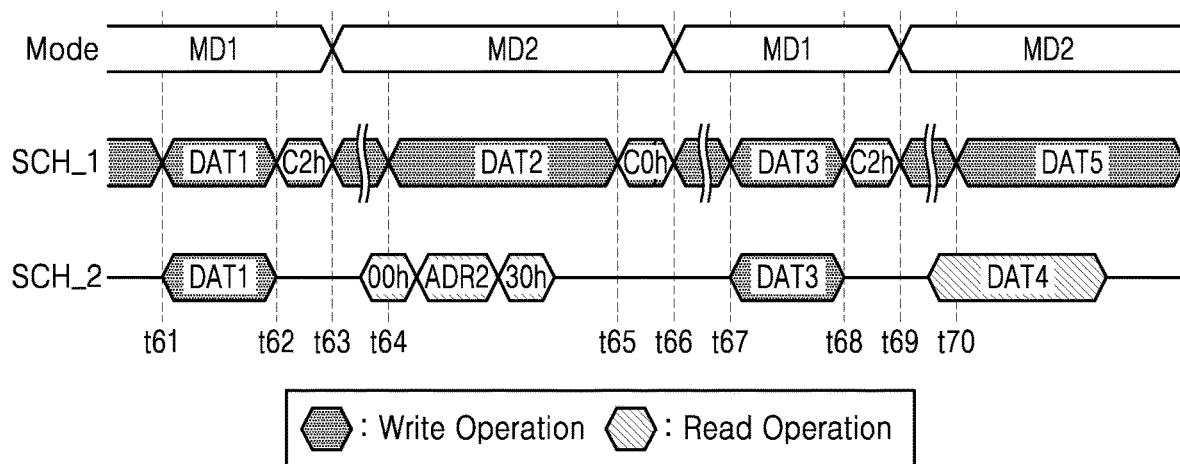 Mode MD1 MD2 MD1 MD2
SCH_1 DAT1 C2h DAT2 C0h DAT3 C2h DAT5
SCH_2 DAT1 00h ADR2 30h DAT3 DAT4
t61 t62 t63 t64 t65 t66 t67 t68 t69 t70
: Write Operation : Read Operation